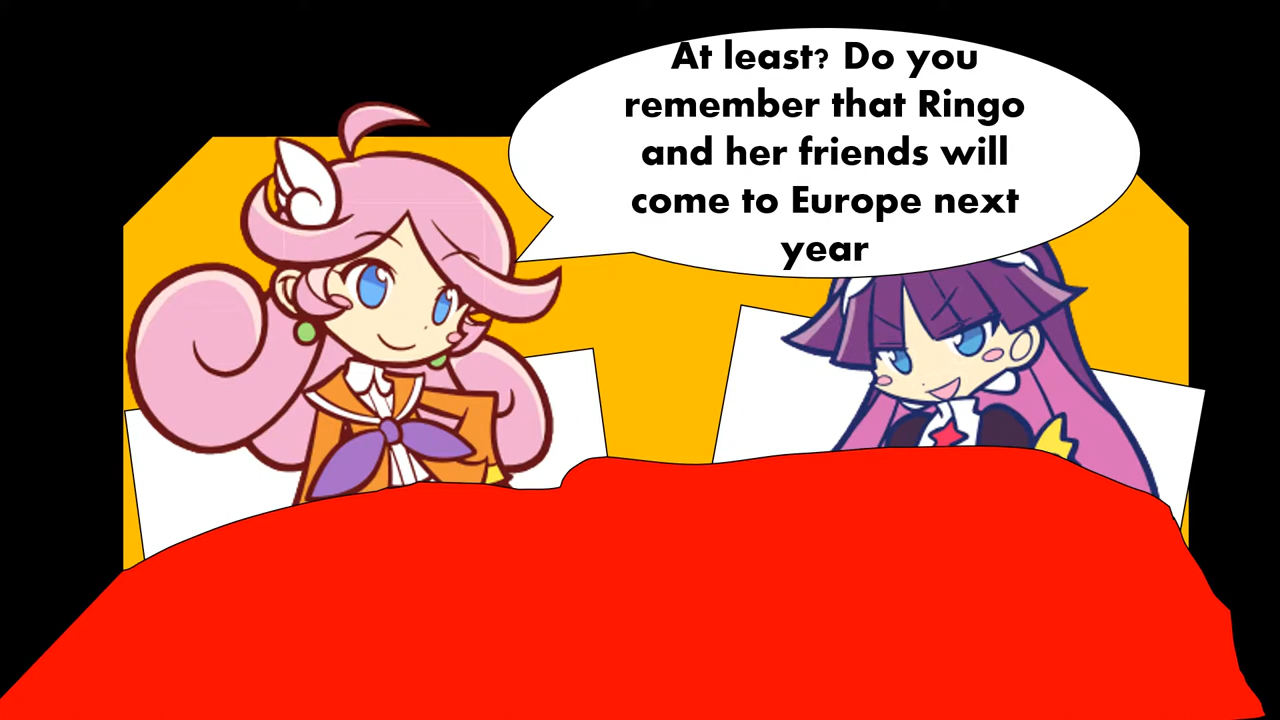 At least? Do you
remember that Ringo
and her friends will
come to Europe next
year